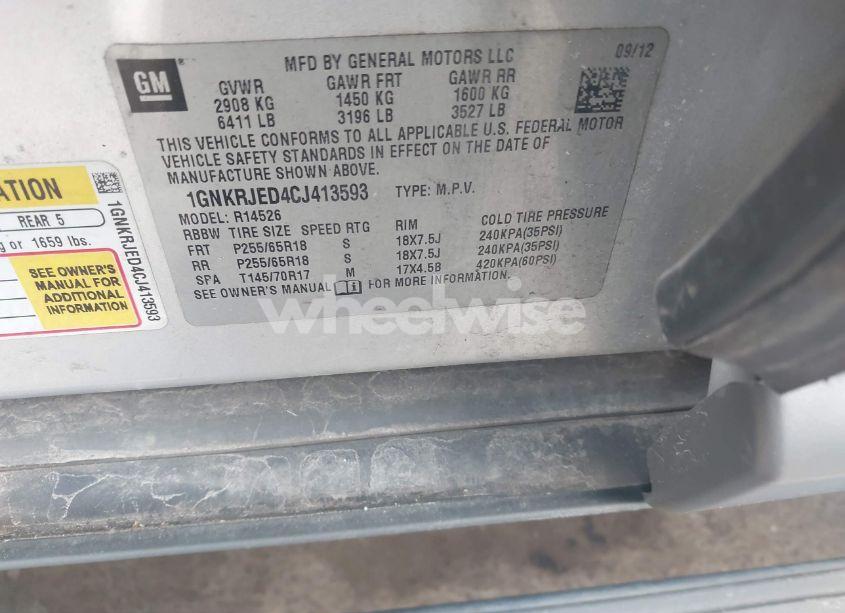 GM
MFD BY GENERAL MOTORS LLC
09/12
GVWR GAWR FRT GAWR RR
2908 KG 1450 KG 1600 KG
6411 LB 3196 LB 3527 LB
THIS VEHICLE CONFORMS TO ALL APPLICABLE U.S. FEDERAL MOTOR
VEHICLE SAFETY STANDARDS IN EFFECT ON THE DATE OF
MANUFACTURE SHOWN ABOVE.
1GNKRJED4CJ413593 TYPE: M.P.V.
MODEL: R14526
RBBW TIRE SIZE SPEED RTG RIM COLD TIRE PRESSURE
FRT P255/65R18 S 18X7.5J 240KPA(35PSI)
RR P255/65R18 S 18X7.5J 240KPA(35PSI)
SPA T145/70R17 M 17X4.5B 420KPA(60PSI)
SEE OWNER'S MANUAL FOR MORE INFORMATION.
ATION
REAR 5
g or 1659 lbs.
SEE OWNER'S
MANUAL FOR
ADDITIONAL
INFORMATION
1GNKRJED4CJ413593
wheelwise